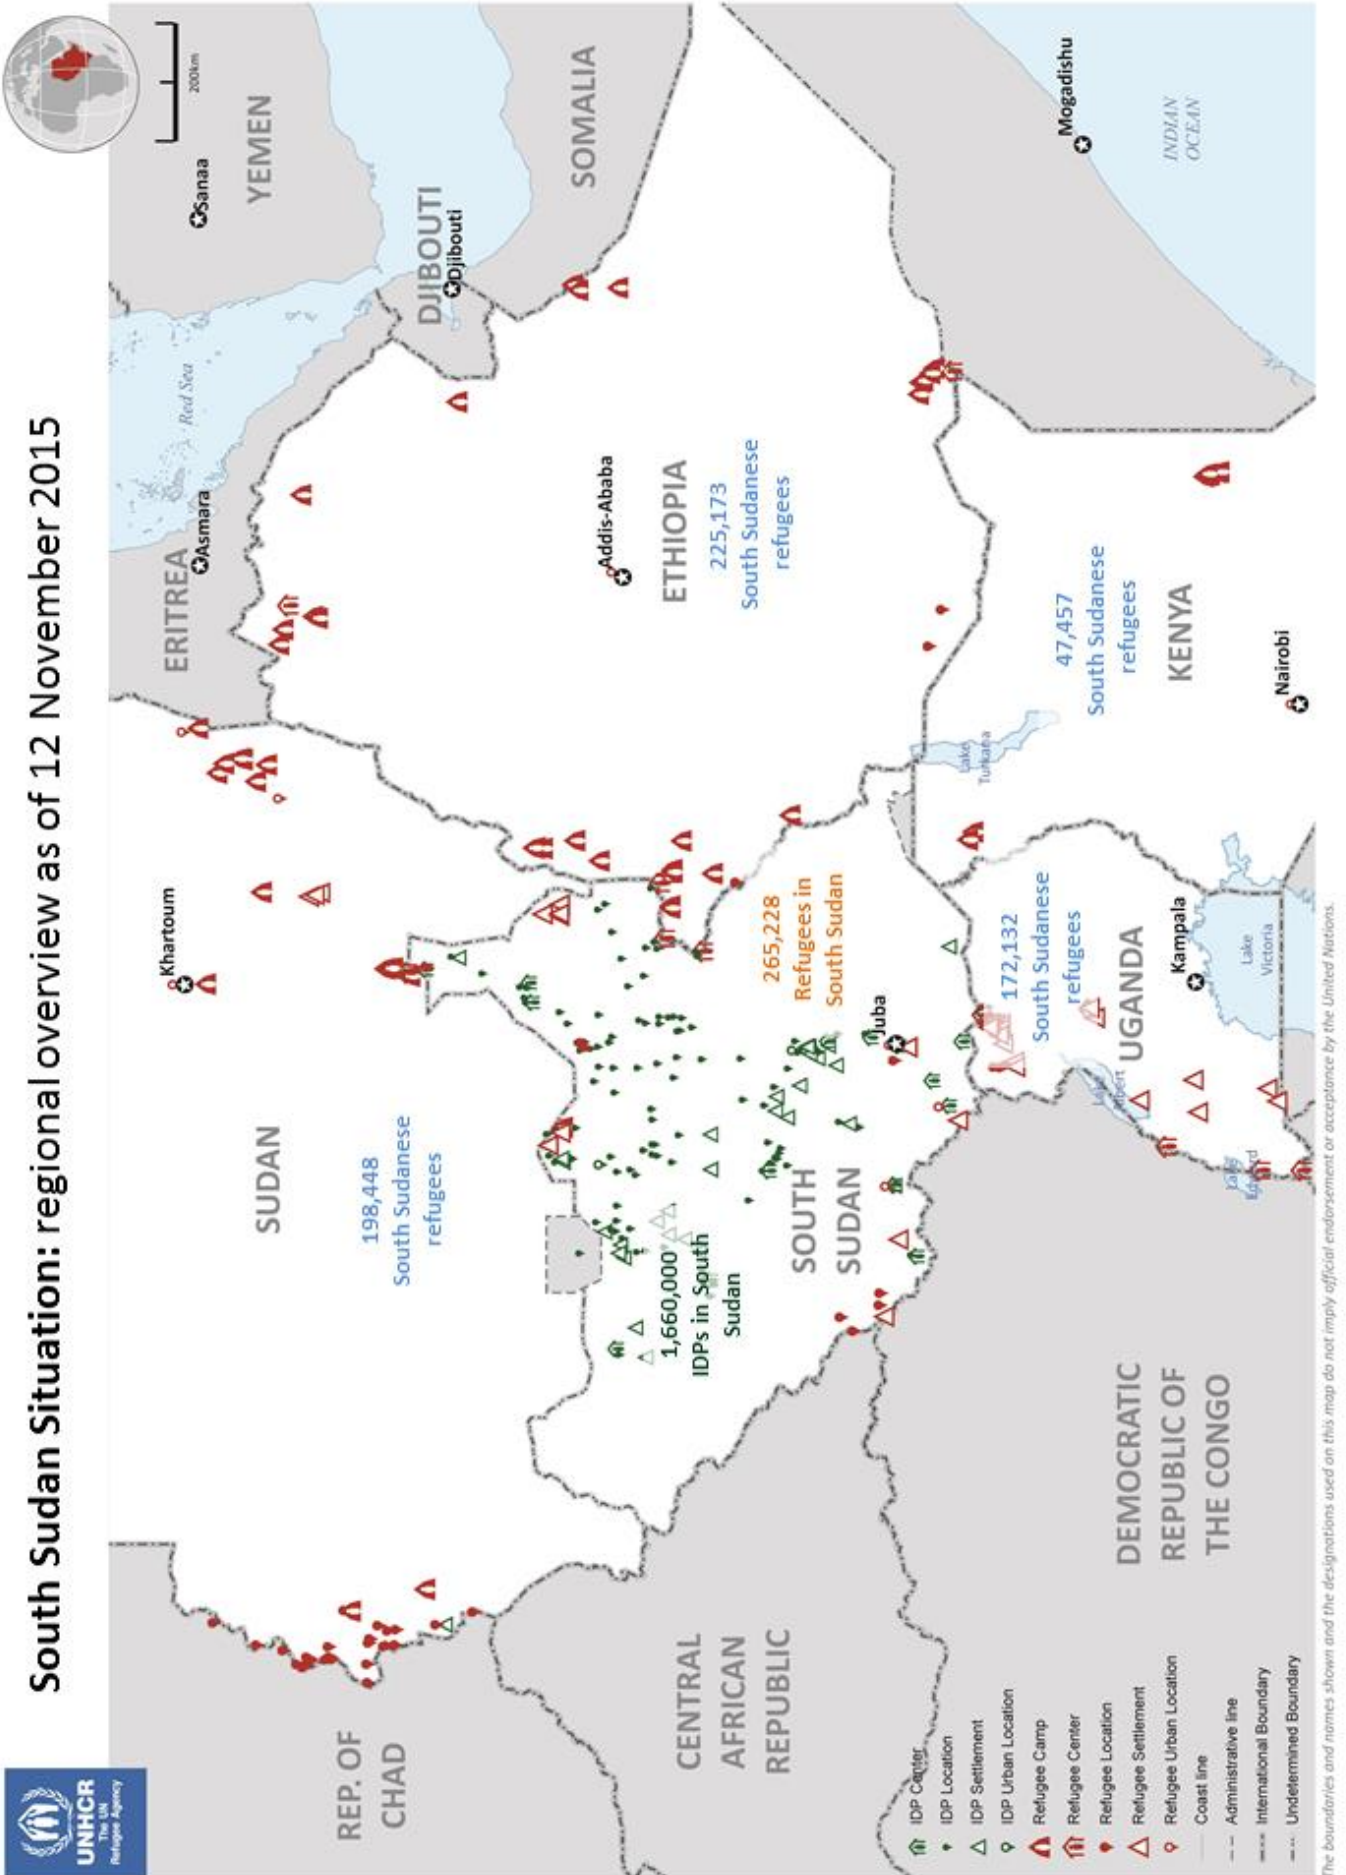 South Sudan Situation: regional overview as of 12 November 2015
UNHCR
The UN
Refugee Agency
200km
Khartoum
Asmara
Red Sea
Sanaa
ERITREA
YEMEN
SUDAN
198,448
South Sudanese
refugees
REP. OF
CHAD
DJIBOUTI
Djibouti
SOMALIA
Addis-Ababa
ETHIOPIA
225,173
South Sudanese
refugees
1,660,000
IDPs in South
Sudan
265,228
Refugees in
South Sudan
SOUTH
SUDAN
Juba
CENTRAL
AFRICAN
REPUBLIC
Lake
Turkana
172,132
South Sudanese
refugees
47,457
South Sudanese
refugees
Mogadishu
UGANDA
KENYA
Kampala
INDIAN
OCEAN
DEMOCRATIC
REPUBLIC OF
THE CONGO
Albert
Lake
Victoria
Nairobi
IDP Center
IDP Location
IDP Settlement
IDP Urban Location
Refugee Camp
Refugee Center
Refugee Location
Refugee Settlement
Refugee Urban Location
Coast line
Administrative line
International Boundary
Undetermined Boundary
The boundaries and names shown and the designations used on this map do not imply official endorsement or acceptance by the United Nations.